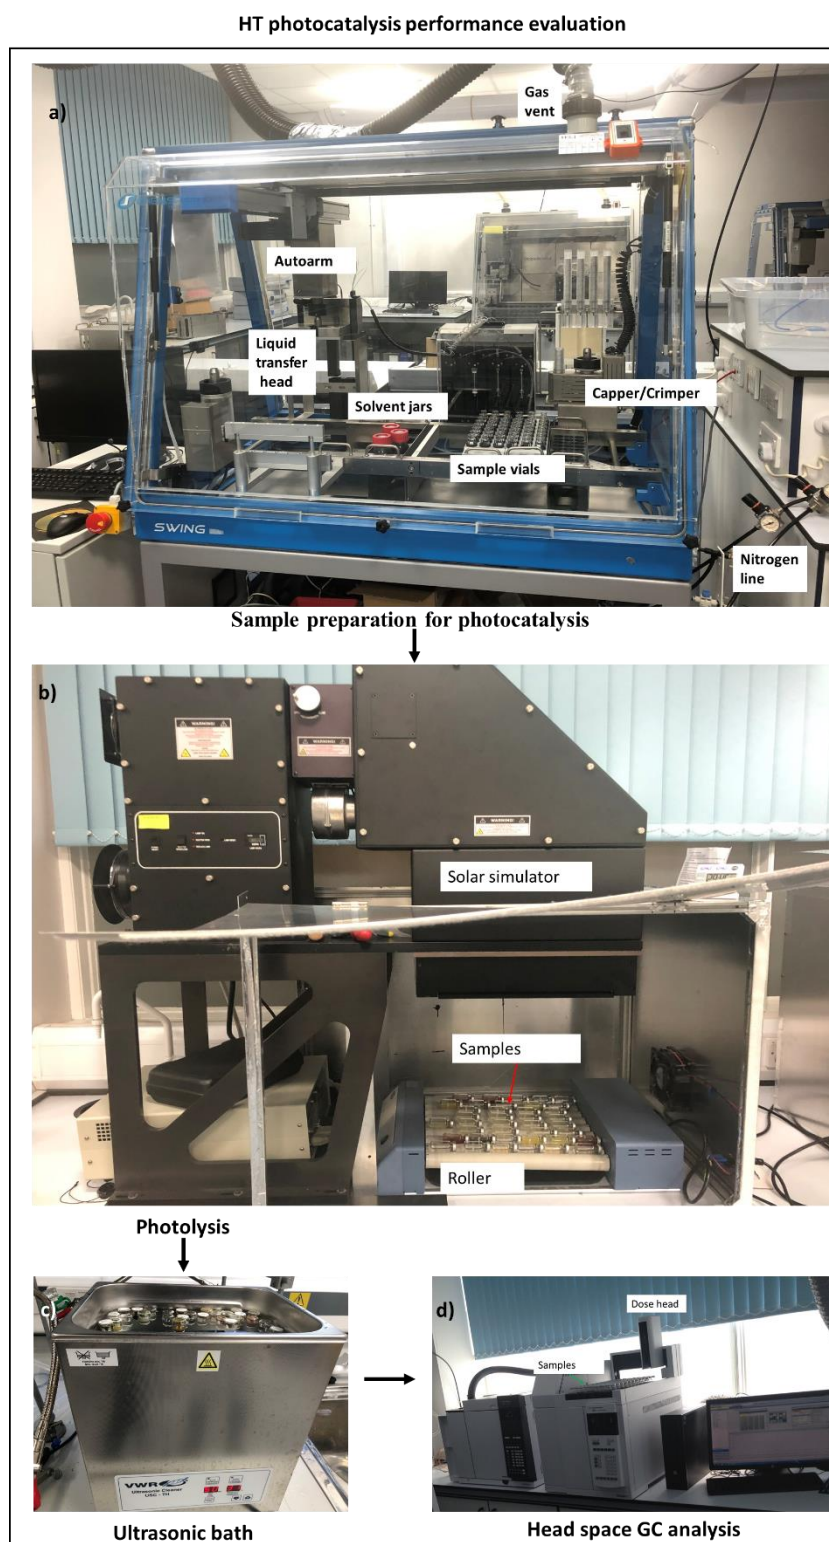 HT photocatalysis performance evaluation
a)
Gas
vent
Autoarm
Liquid
transfer
head
Solvent jars
Capper/Crimper
Sample vials
SWING
Nitrogen
line
Sample preparation for photocatalysis
b)
WARNING!
WARNING!
WARNING!
Solar simulator
Samples
Roller
Photolysis
c)
d)
Dose head
Samples
VWR
Ultrasonic Cleaner
Ultrasonic bath
Head space GC analysis